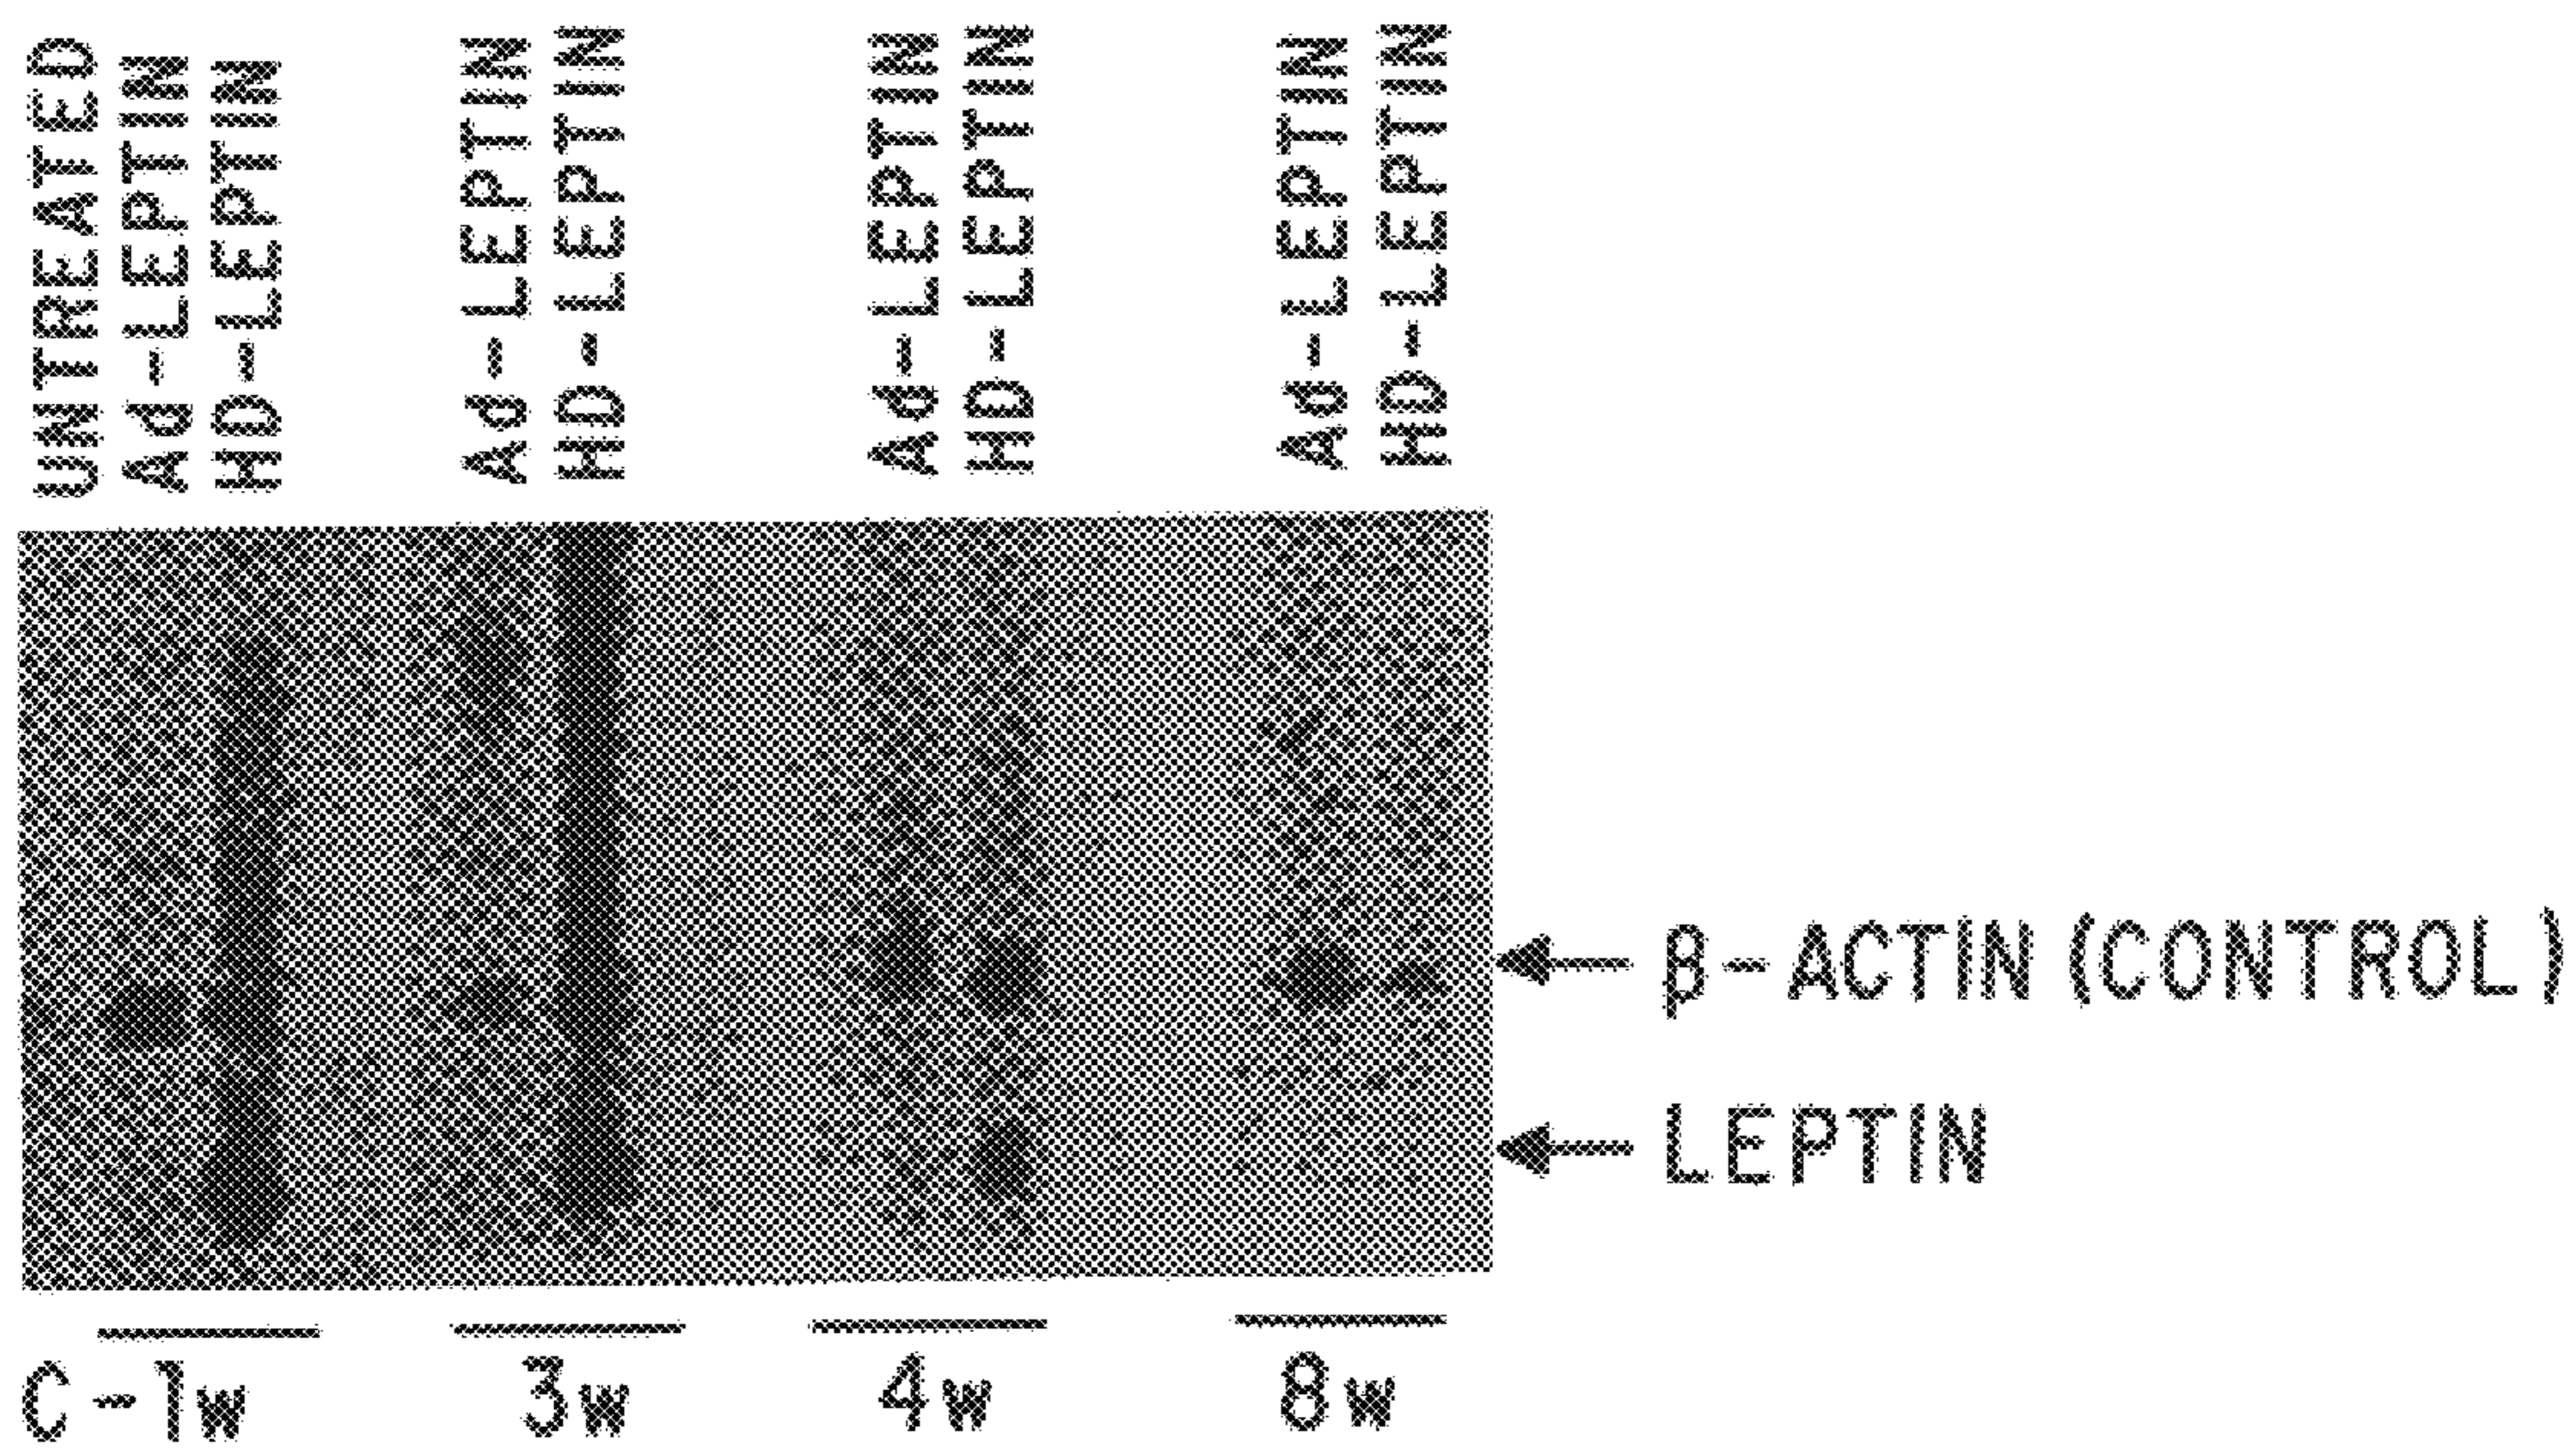 UNTREATED
Ad-LEPTIN
HD-LEPTIN
Ad-LEPTIN
HD-LEPTIN
Ad-LEPTIN
HD-LEPTIN
Ad-LEPTIN
HD-LEPTIN
β-ACTIN (CONTROL)
LEPTIN
C-1w
3w
4w
8w